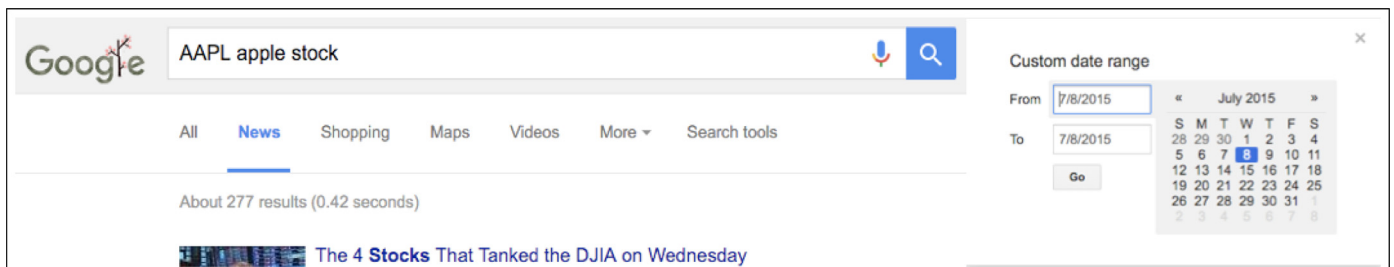 Google
AAPL apple stock
All News Shopping Maps Videos More Search tools
About 277 results (0.42 seconds)
The 4 Stocks That Tanked the DJIA on Wednesday
×
Custom date range
From 7/8/2015
To 7/8/2015
Go
« July 2015 »
S M T W T F S
28 29 30 1 2 3 4
5 6 7 8 9 10 11
12 13 14 15 16 17 18
19 20 21 22 23 24 25
26 27 28 29 30 31 1
2 3 4 5 6 7 8